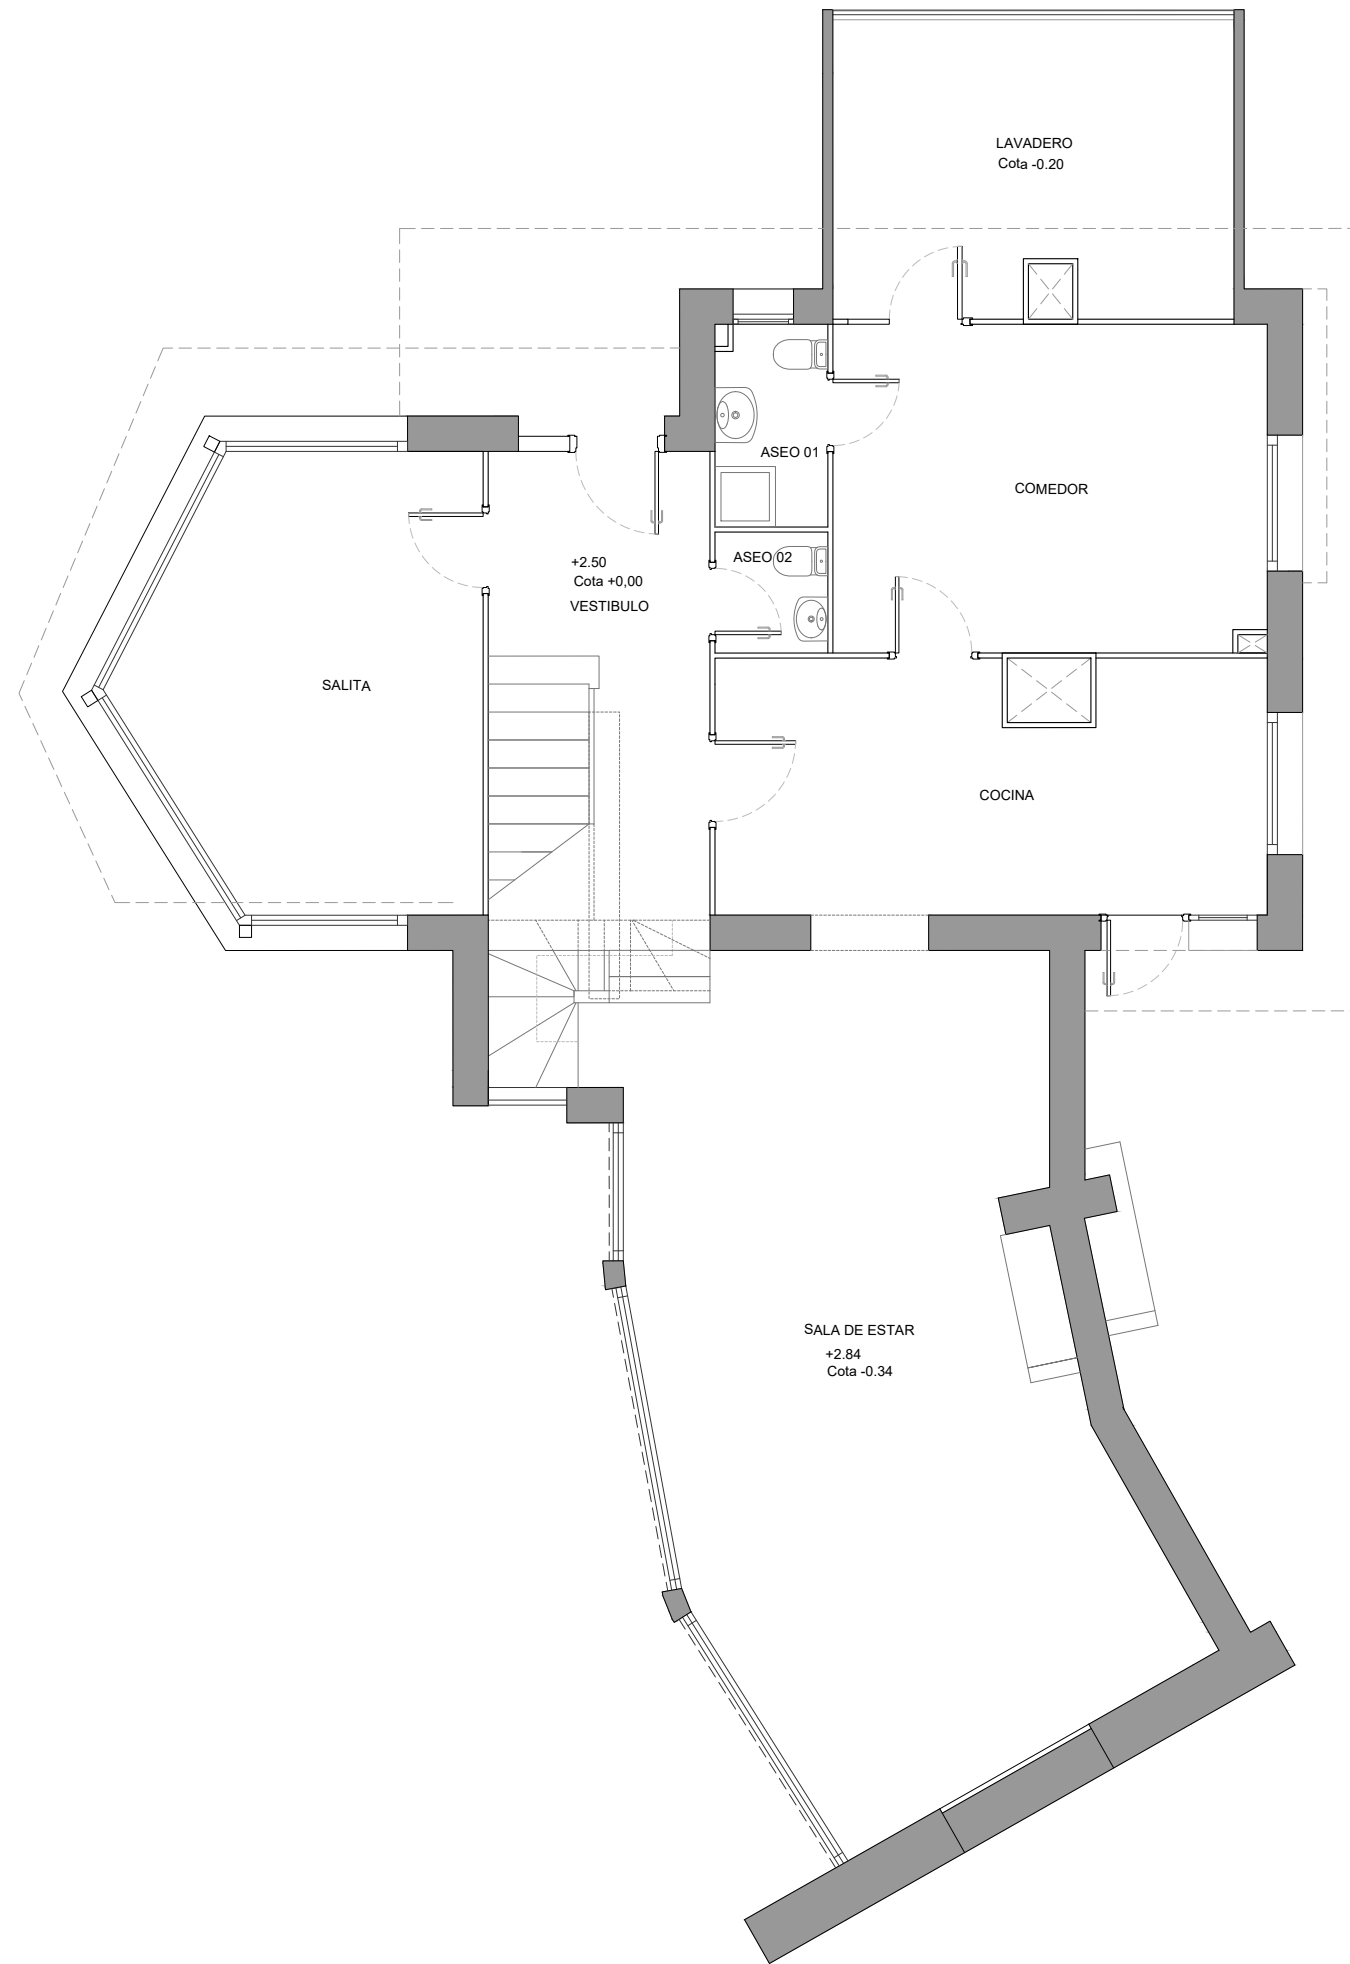 LAVADERO
Cota -0.20
ASEO 01
COMEDOR
ASEO 02
+2.50
Cota +0,00
VESTIBULO
SALITA
COCINA
SALA DE ESTAR
+2.84
Cota -0.34